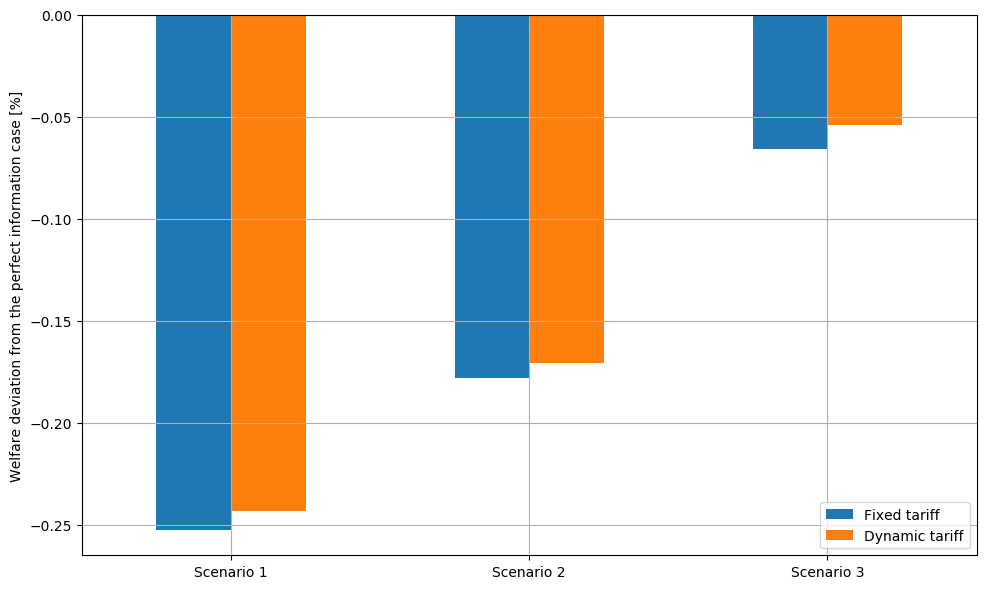 Welfare deviation from the perfect information case [%]
0.00
−0.05
−0.10
−0.15
−0.20
−0.25
Scenario 1
Scenario 2
Scenario 3
Fixed tariff
Dynamic tariff